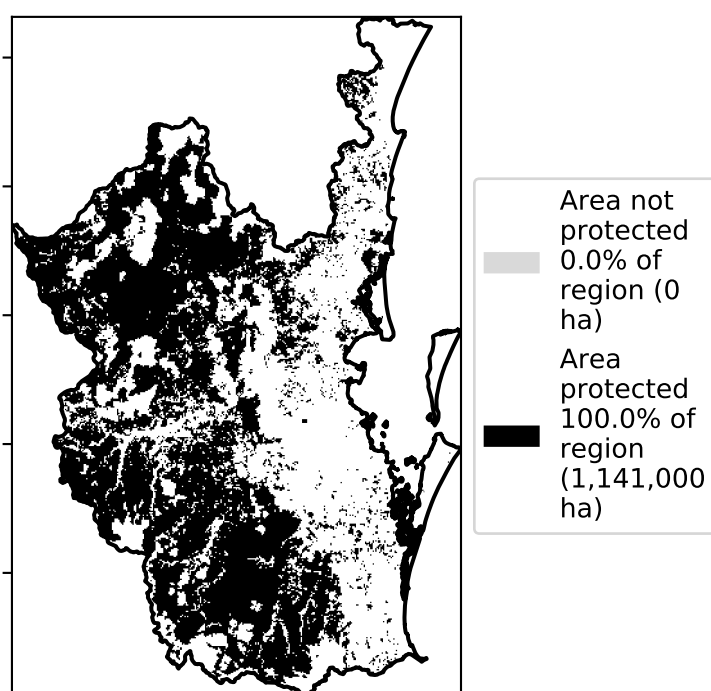 Area not
protected
0.0% of
region (0
ha)
Area
protected
100.0% of
region
(1,141,000
ha)